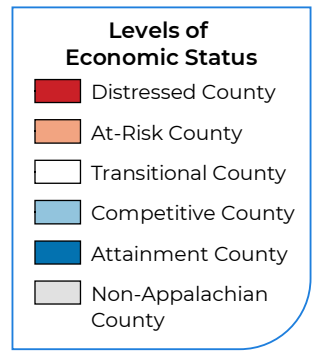 Levels of
Economic Status
Distressed County
At-Risk County
Transitional County
Competitive County
Attainment County
Non-Appalachian
County